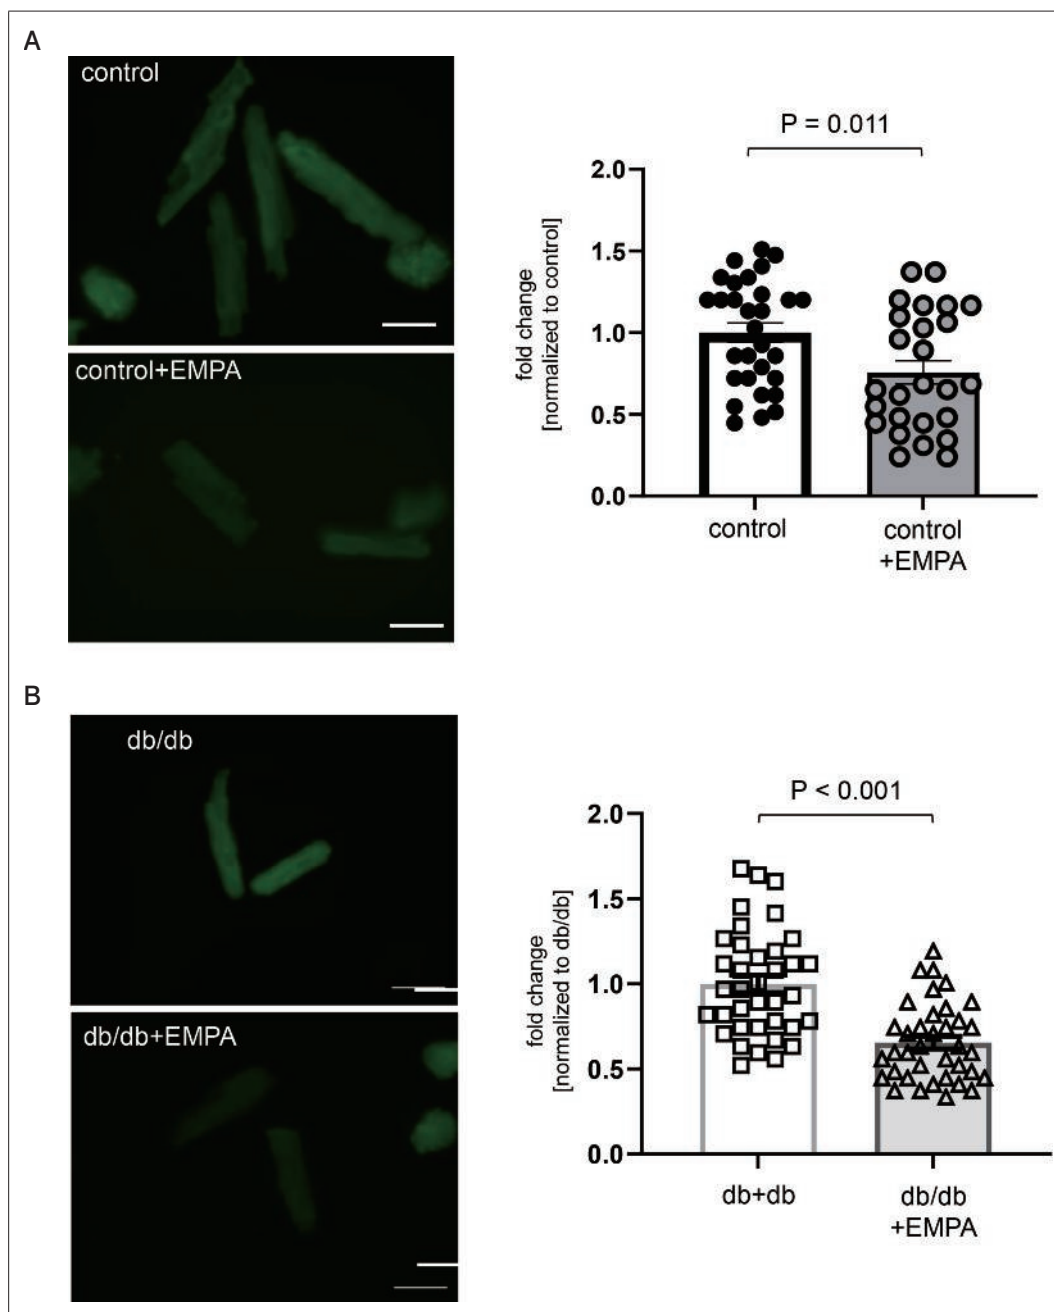 A
control
control+EMPA
P = 0.011
fold change
[normalized to control]
2.0
1.5
1.0
0.5
0.0
control
control
+EMPA
B
db/db
db/db+EMPA
P < 0.001
fold change
[normalized to db/db]
2.0
1.5
1.0
0.5
0.0
db+db
db/db
+EMPA